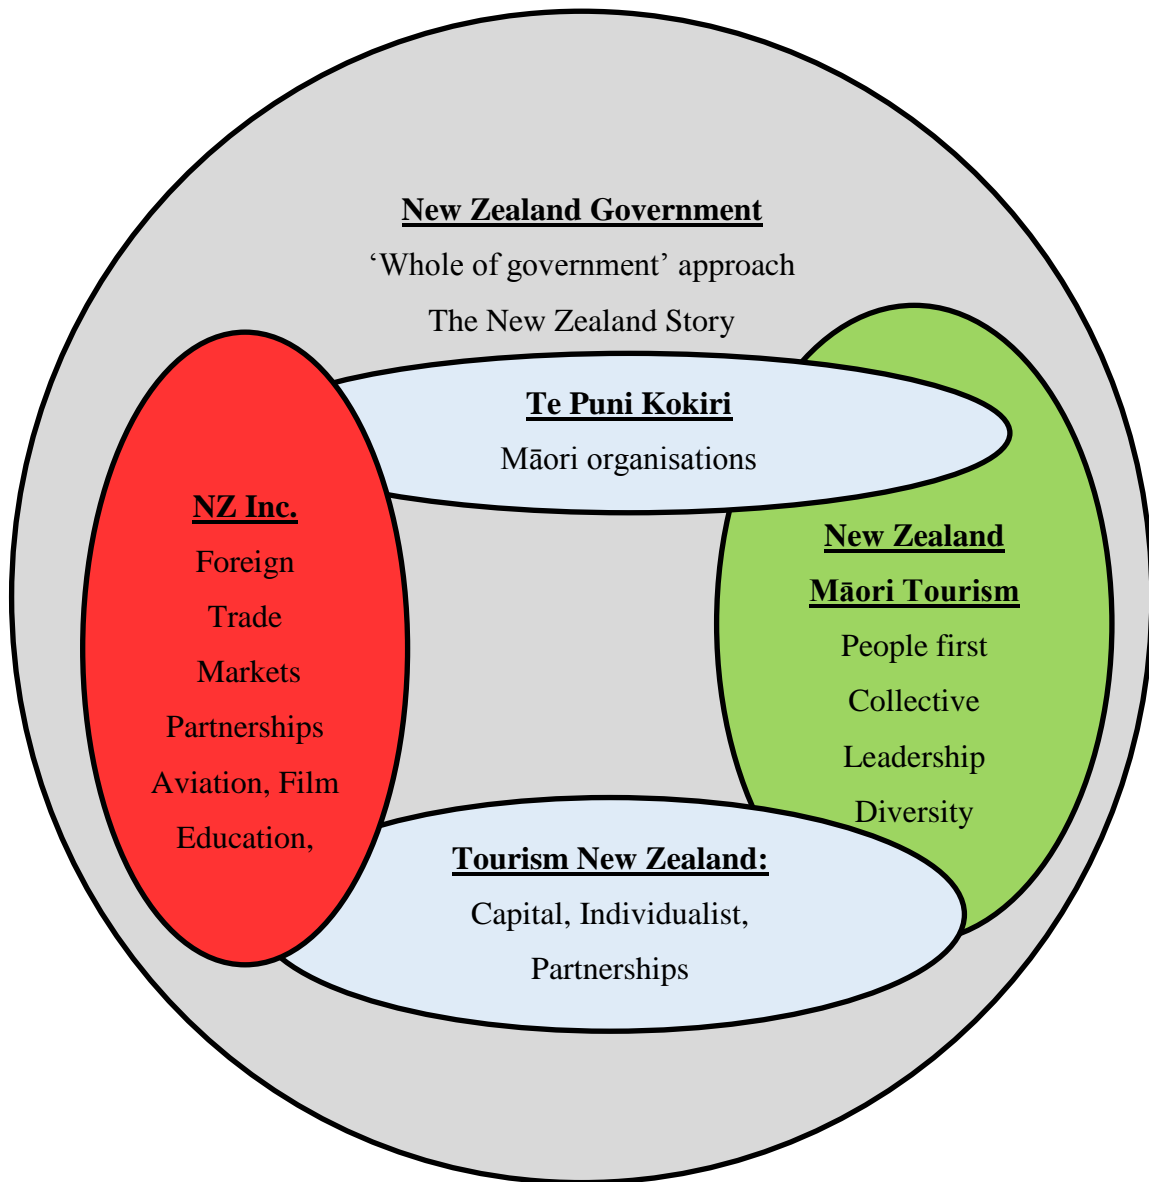 New Zealand Government
‘Whole of government’ approach
The New Zealand Story
Te Puni Kokiri
Māori organisations
NZ Inc.
Foreign
Trade
Markets
Partnerships
Aviation, Film
Education,
New Zealand
Māori Tourism
People first
Collective
Leadership
Diversity
Tourism New Zealand:
Capital, Individualist,
Partnerships